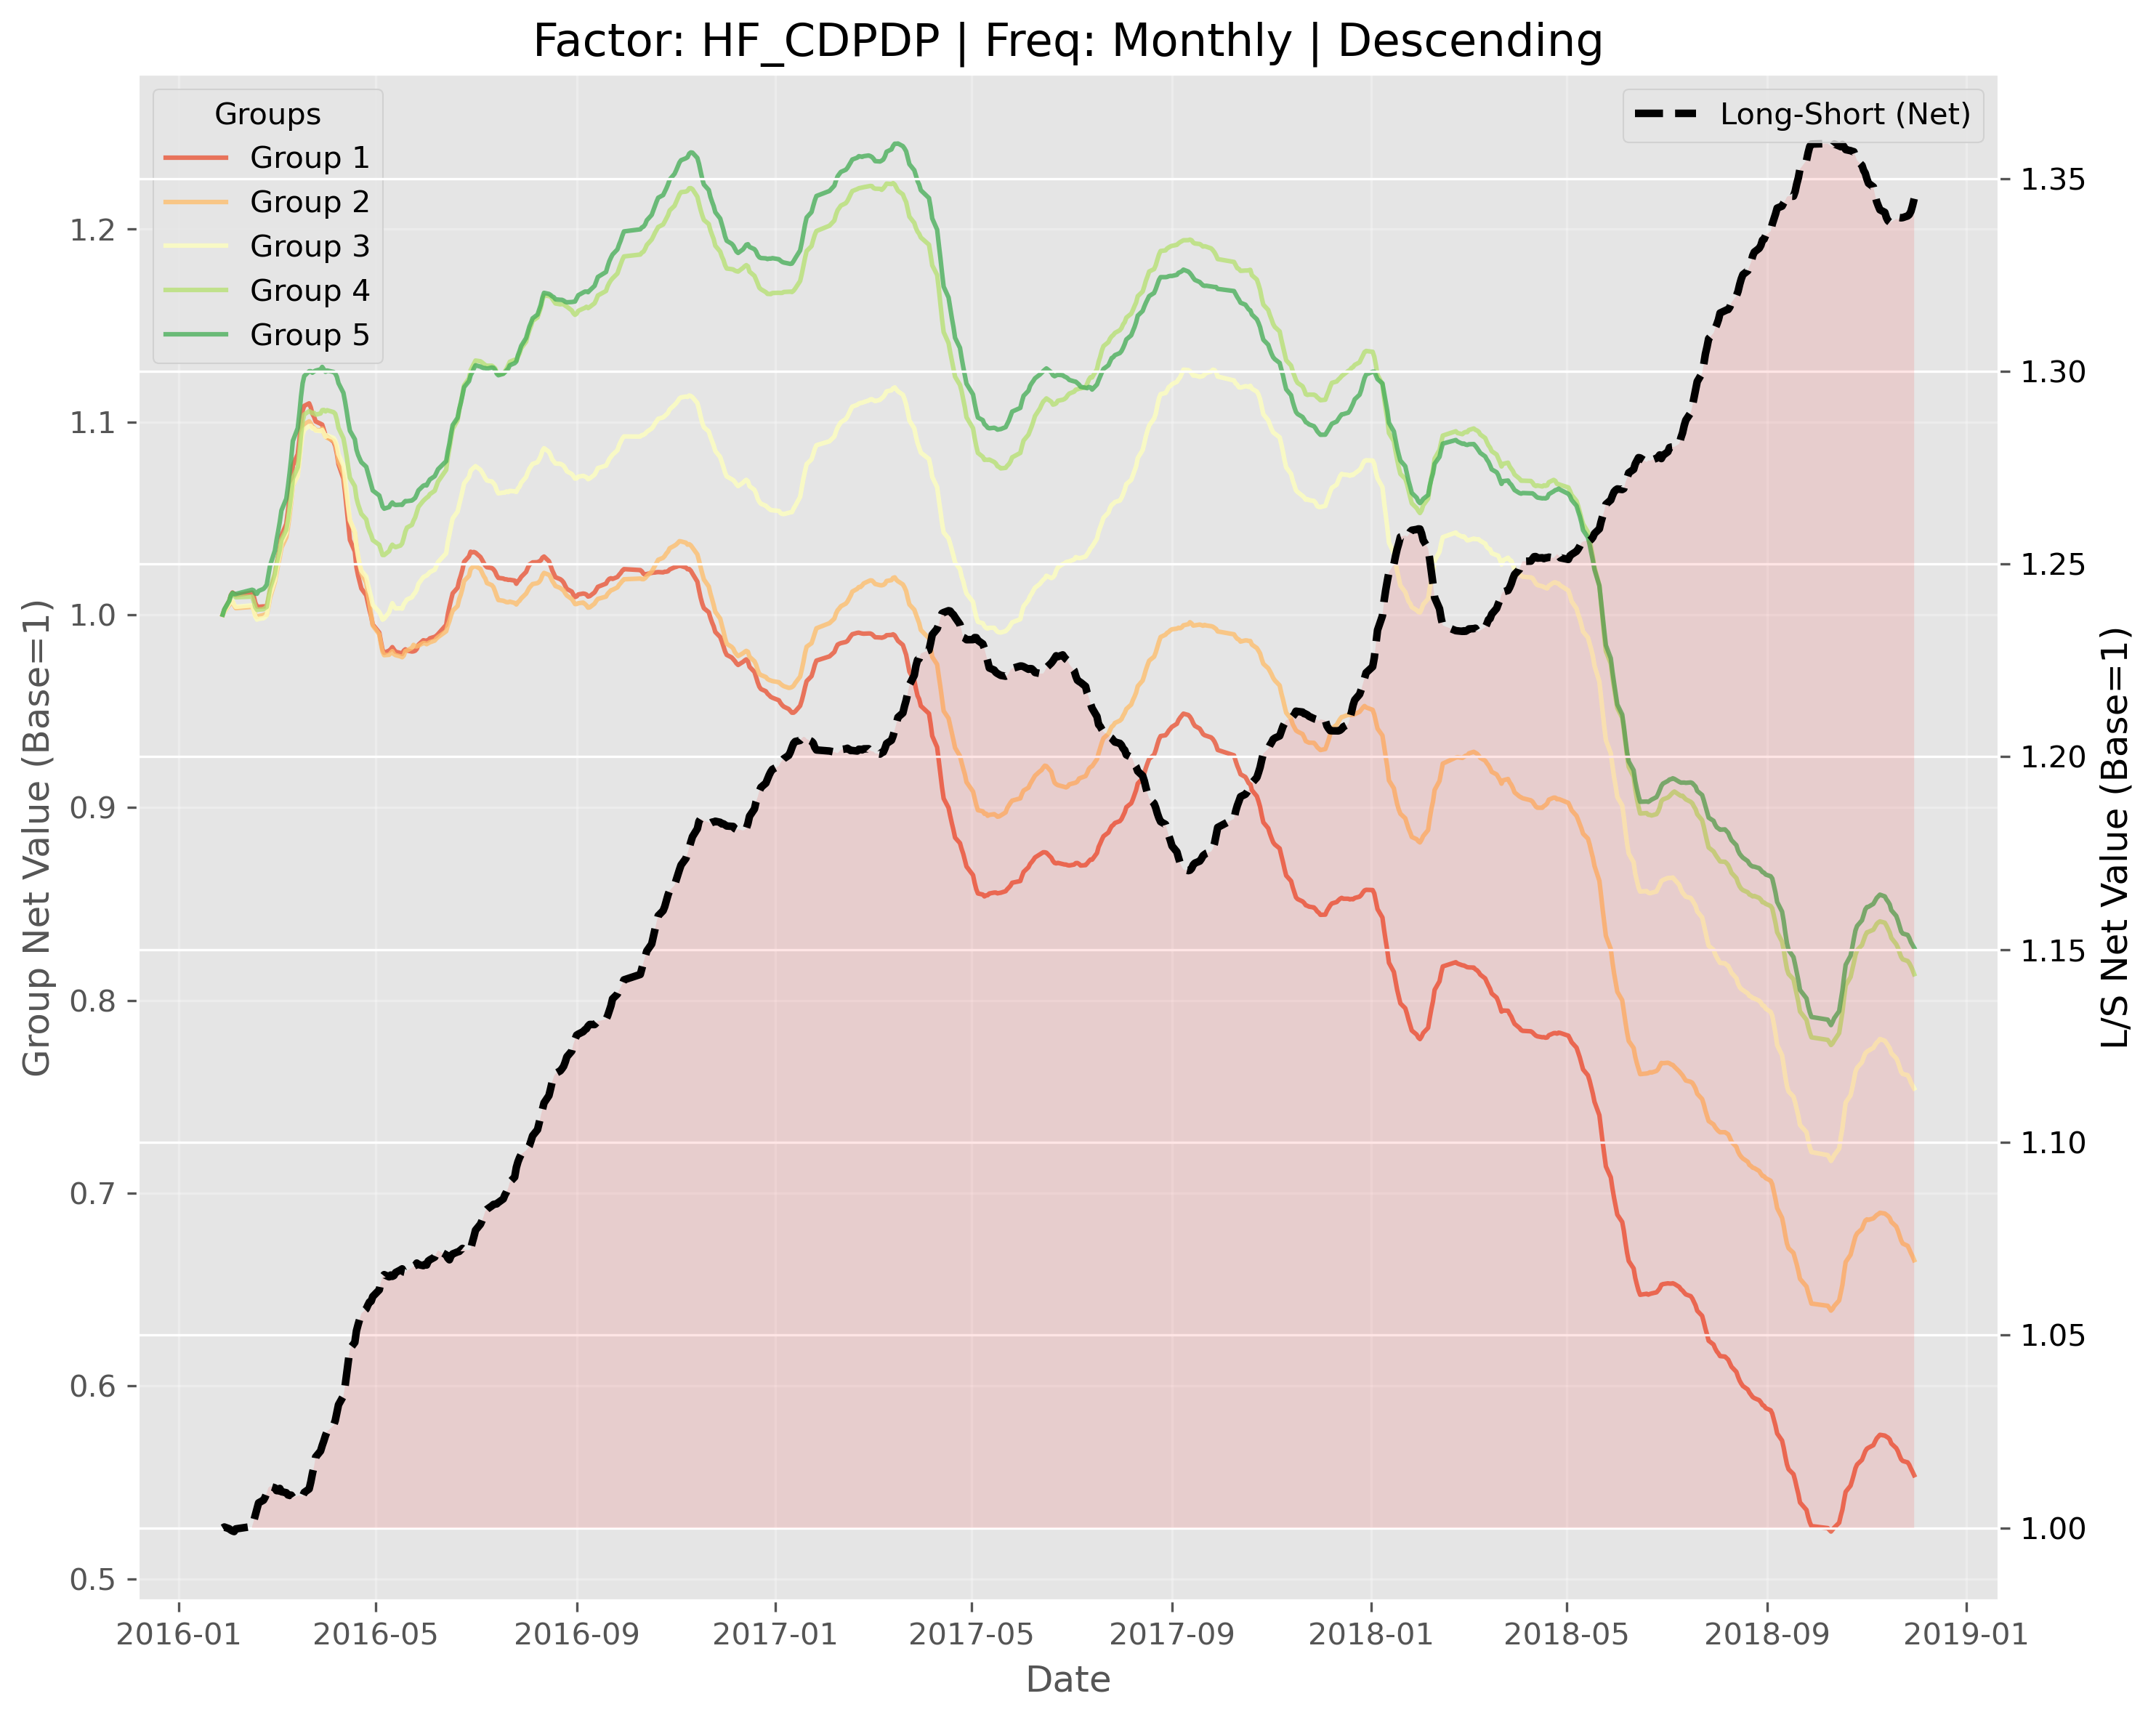 Factor: HF_CDPDP | Freq: Monthly | Descending
Groups
Group 1
Group 2
Group 3
Group 4
Group 5
Long-Short (Net)
Group Net Value (Base=1)
1.2
1.1
1.0
0.9
0.8
0.7
0.6
0.5
1.35
1.30
1.25
1.20
1.15
1.10
1.05
1.00
L/S Net Value (Base=1)
2016-01 2016-05 2016-09 2017-01 2017-05 2017-09 2018-01 2018-05 2018-09 2019-01
Date